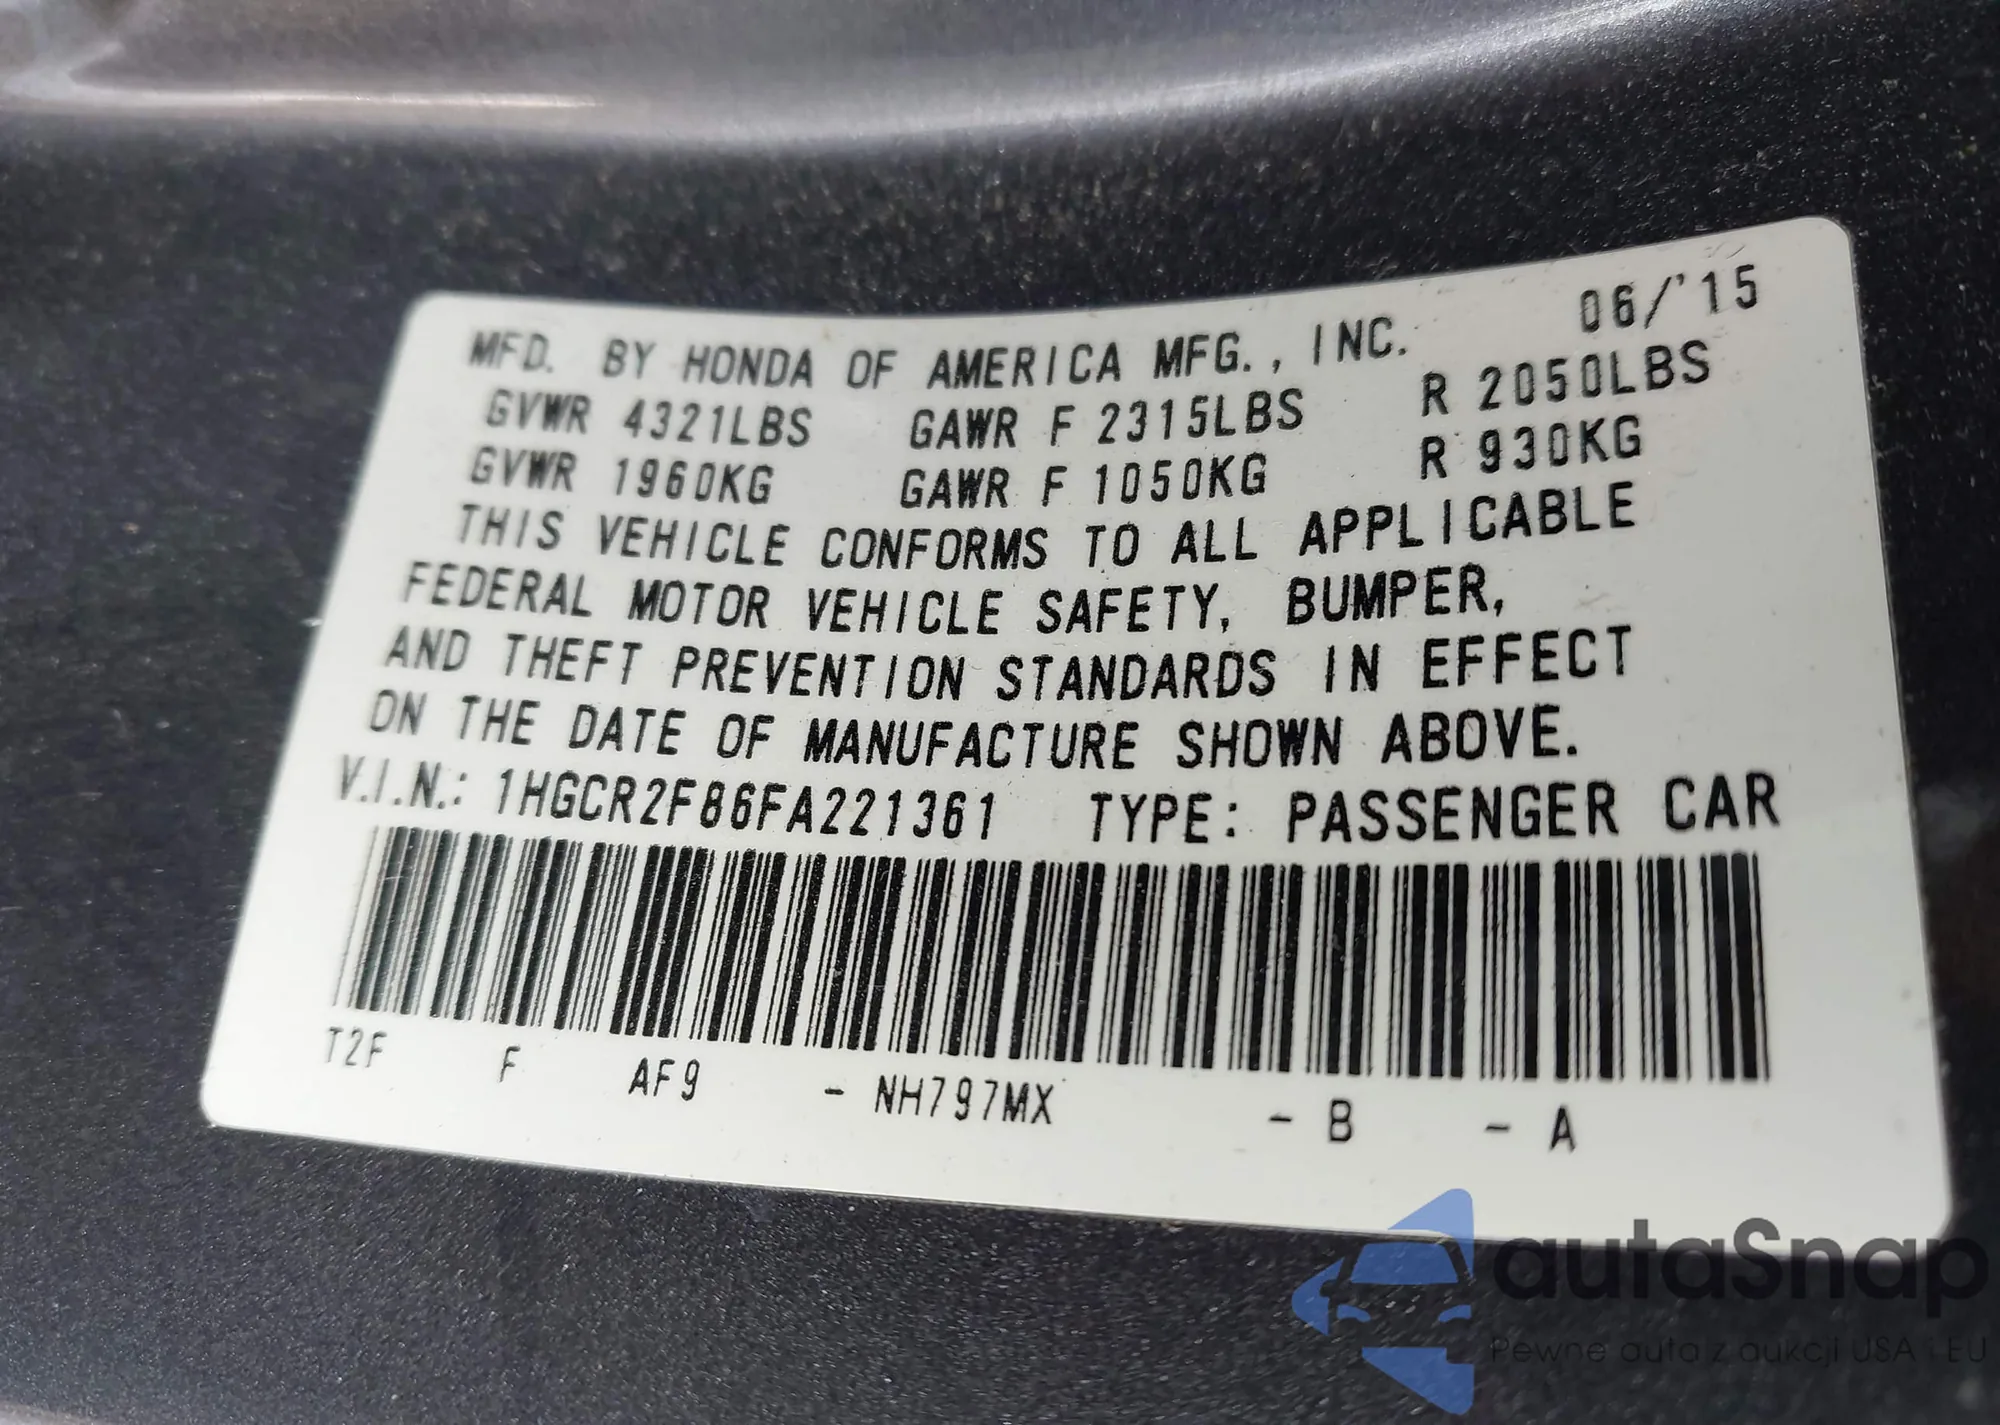 MFD. BY HONDA OF AMERICA MFG., INC. 06/'15
GVWR 4321LBS GAWR F 2315LBS R 2050LBS
GVWR 1960KG GAWR F 1050KG R 930KG
THIS VEHICLE CONFORMS TO ALL APPLICABLE
FEDERAL MOTOR VEHICLE SAFETY, BUMPER,
AND THEFT PREVENTION STANDARDS IN EFFECT
ON THE DATE OF MANUFACTURE SHOWN ABOVE.
V.I.N.: 1HGCR2F86FA221361 TYPE: PASSENGER CAR
T2F F AF9 - NH797MX - B - A
autaSnap
Pewne auta z aukcji USA i EU